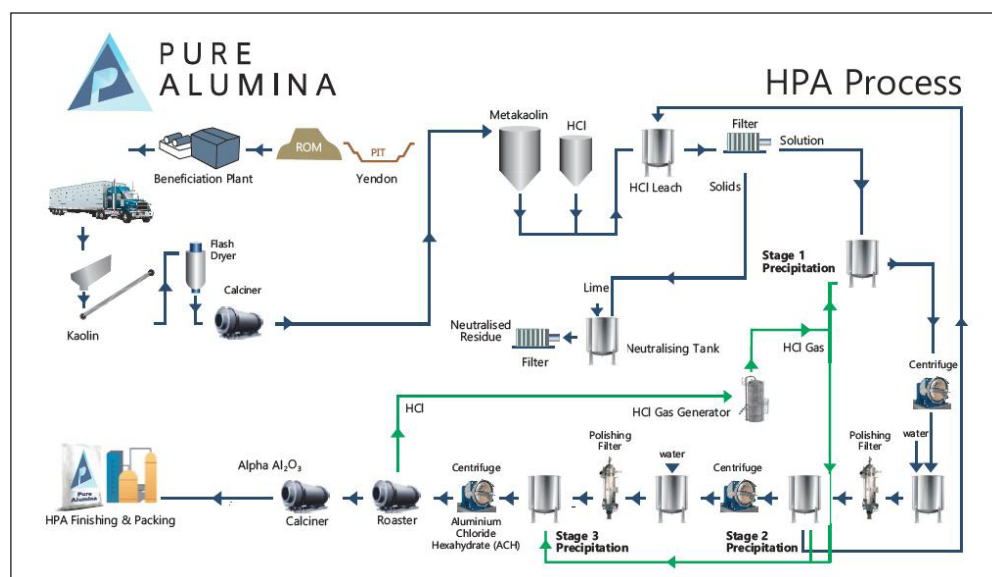 PURE
ALUMINA
HPA Process
Metakaolin
HCl
Filter
Solution
ROM
PIT
Beneficiation Plant
Yendon
HCl Leach
Solids
Flash
Dryer
Stage 1
Precipitation
Calciner
Lime
Kaolin
Neutralised
Residue
Filter
Neutralising Tank
HCl Gas
Centrifuge
HCl
HCl Gas Generator
water
Polishing
Filter
Polishing
Filter
water
Centrifuge
Centrifuge
Alpha Al₂O₃
Pure
Alumina
HPA Finishing & Packing
Calciner
Roaster
Aluminium
Chloride
Hexahydrate (ACH)
Stage 3
Precipitation
Stage 2
Precipitation